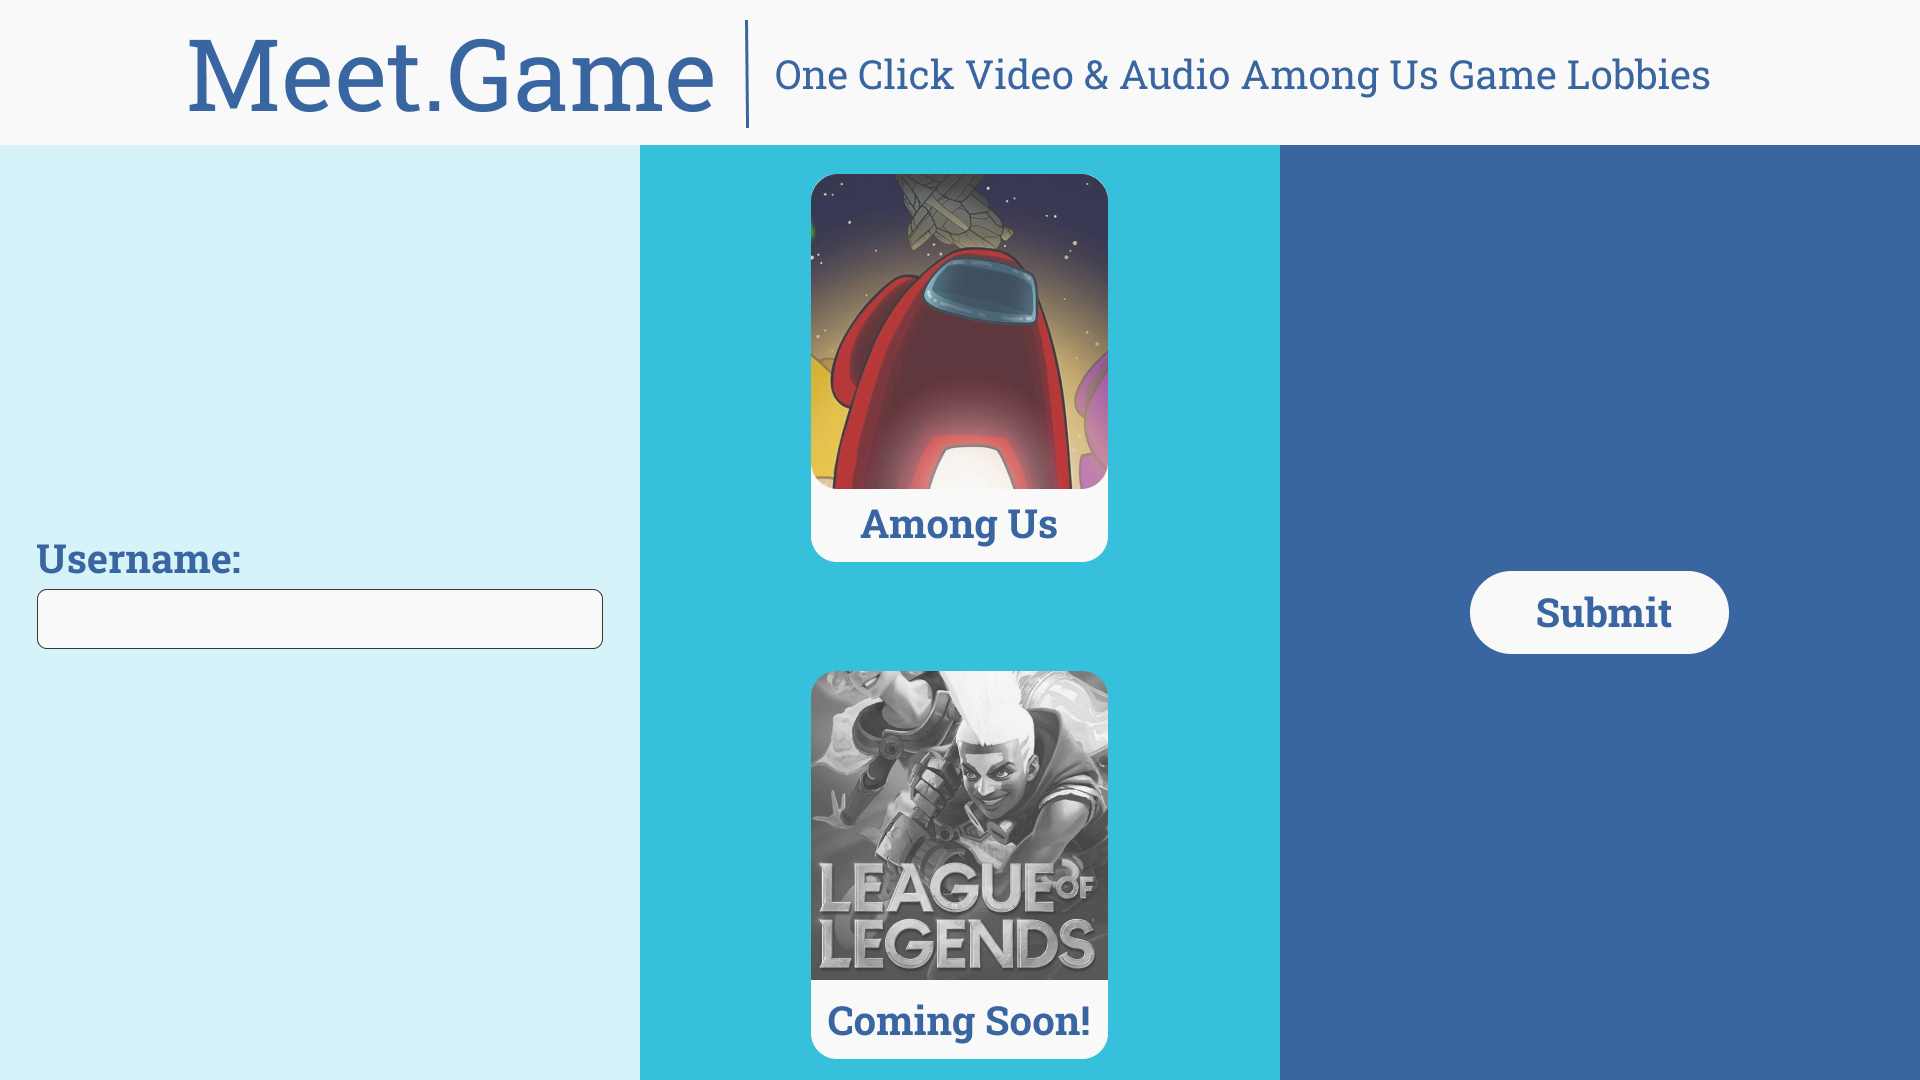 Meet.Game
One Click Video & Audio Among Us Game Lobbies
Username:
Among Us
Submit
LEAGUE OF
LEGENDS
Coming Soon!